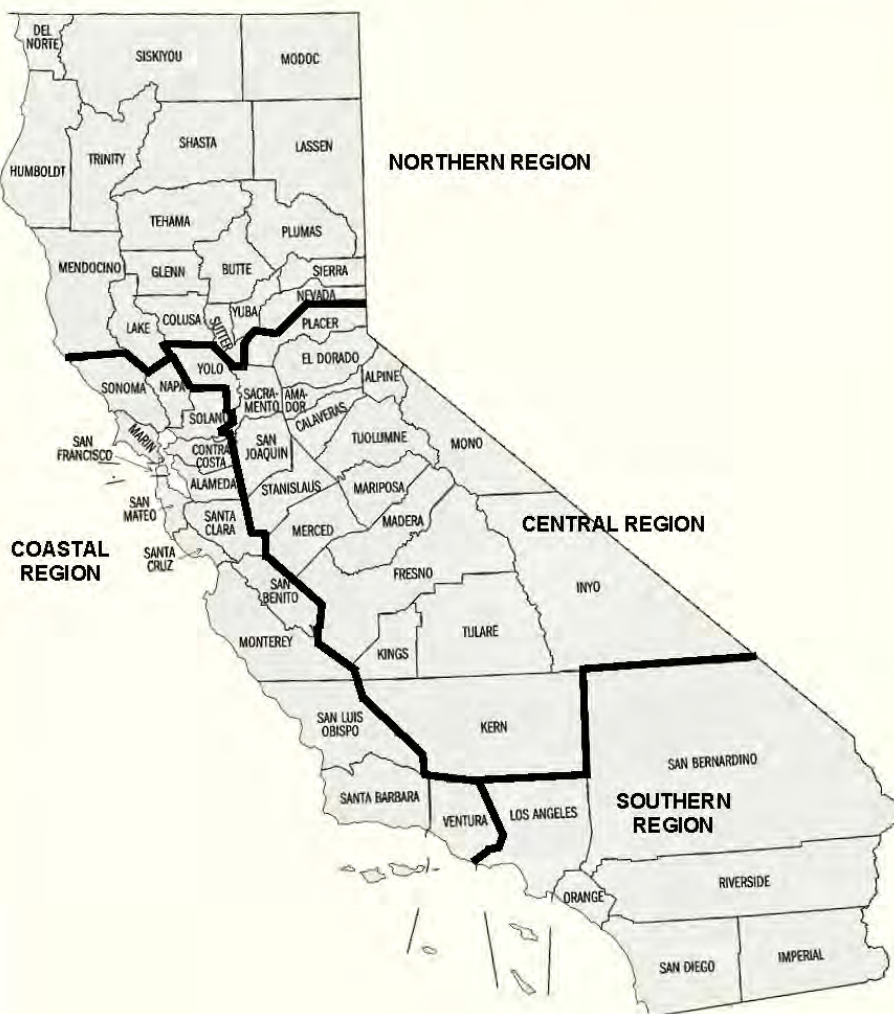 DEL
NORTE
SISKIYOU
MODOC
HUMBOLDT
TRINITY
SHASTA
LASSEN
NORTHERN REGION
TEHAMA
PLUMAS
MENDOCINO
GLENN
BUTTE
SIERRA
NEVADA
YUBA
LAKE
COLUSA
SUTTER
PLACER
YOLO
EL DORADO
SONOMA
NAPA
SACRA-
MENTO
AMA-
DOR
ALPINE
SOLANO
CALAVERAS
MARIN
SAN
FRANCISCO
CONTRA
COSTA
SAN
JOAQUIN
TUOLUMNE
MONO
ALAMEDA
STANISLAUS
MARIPOSA
SAN
MATEO
SANTA
CLARA
MERCED
MADERA
CENTRAL REGION
COASTAL
REGION
SANTA
CRUZ
SAN
BENITO
FRESNO
INYO
MONTEREY
KINGS
TULARE
SAN LUIS
OBISPO
KERN
SAN BERNARDINO
SANTA BARBARA
VENTURA
LOS ANGELES
SOUTHERN
REGION
ORANGE
RIVERSIDE
SAN DIEGO
IMPERIAL